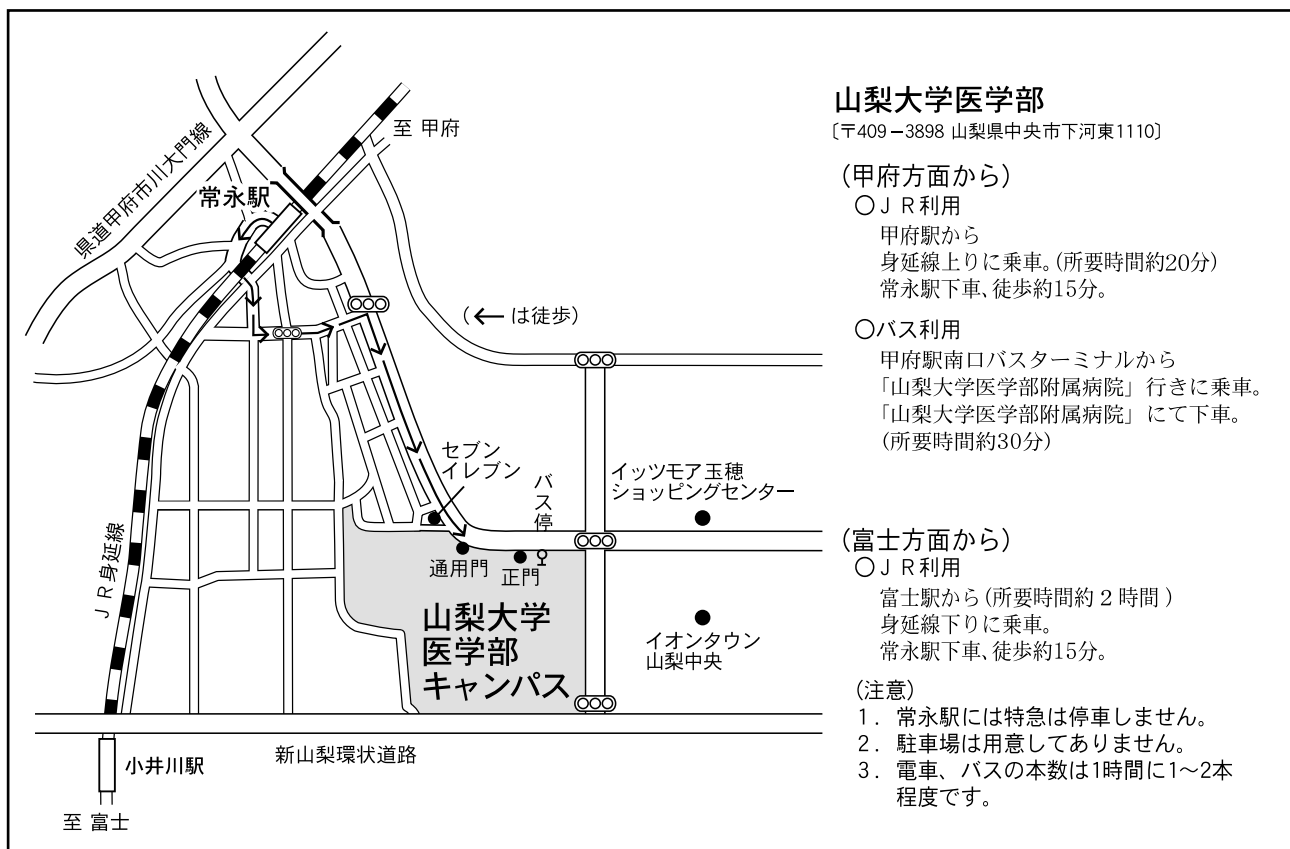 県道甲府市川大門線
至 甲府
常永駅
(← は徒歩)
セブン
イレブン
バス停
イッツモア玉穂
ショッピングセンター
通用門
正門
山梨大学
医学部
キャンパス
イオンタウン
山梨中央
ＪＲ身延線
新山梨環状道路
小井川駅
至 富士
山梨大学医学部
〔〒409−3898 山梨県中央市下河東1110〕
(甲府方面から)
○ＪＲ利用
甲府駅から
身延線上りに乗車。(所要時間約20分)
常永駅下車、徒歩約15分。
○バス利用
甲府駅南口バスターミナルから
「山梨大学医学部附属病院」行きに乗車。
「山梨大学医学部附属病院」にて下車。
(所要時間約30分)
(富士方面から)
○ＪＲ利用
富士駅から(所要時間約２時間)
身延線下りに乗車。
常永駅下車、徒歩約15分。
(注意)
１．常永駅には特急は停車しません。
２．駐車場は用意してありません。
３．電車、バスの本数は1時間に1〜2本
程度です。